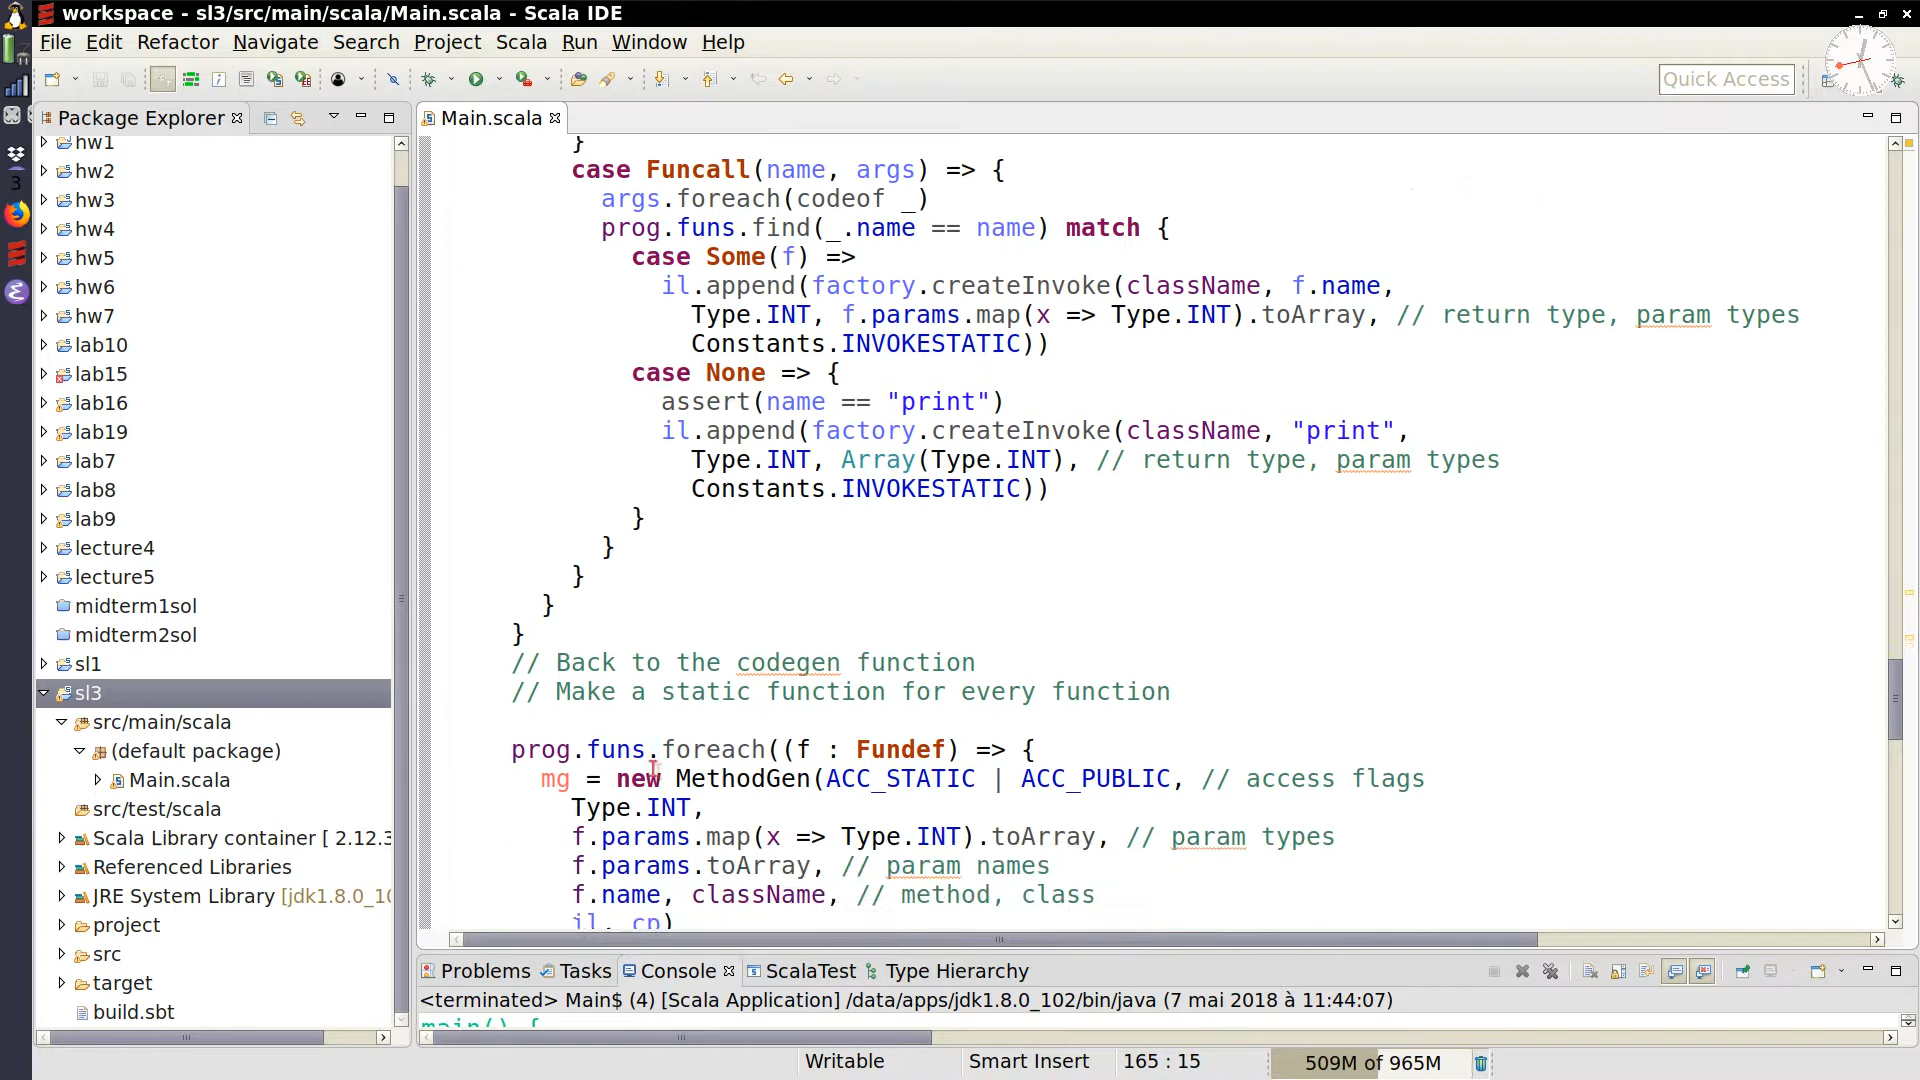 workspace - sl3/src/main/scala/Main.scala - Scala IDE
File Edit Refactor Navigate Search Project Scala Run Window Help
Quick Access
Package Explorer
hw1
hw2
hw3
hw4
hw5
hw6
hw7
lab10
lab15
lab16
lab19
lab7
lab8
lab9
lecture4
lecture5
midterm1sol
midterm2sol
sl1
sl3
src/main/scala
(default package)
Main.scala
src/test/scala
Scala Library container [ 2.12.3
Referenced Libraries
JRE System Library [jdk1.8.0_10
project
src
target
build.sbt
3
Main.scala
}
case Funcall(name, args) => {
args.foreach(codeof _)
prog.funs.find(_.name == name) match {
case Some(f) =>
il.append(factory.createInvoke(className, f.name,
Type.INT, f.params.map(x => Type.INT).toArray, // return type, param types
Constants.INVOKESTATIC))
case None => {
assert(name == "print")
il.append(factory.createInvoke(className, "print",
Type.INT, Array(Type.INT), // return type, param types
Constants.INVOKESTATIC))
}
}
}
}
}
// Back to the codegen function
// Make a static function for every function
prog.funs.foreach((f : Fundef) => {
mg = new MethodGen(ACC_STATIC | ACC_PUBLIC, // access flags
Type.INT,
f.params.map(x => Type.INT).toArray, // param types
f.params.toArray, // param names
f.name, className, // method, class
il, cp)
Problems Tasks Console ScalaTest Type Hierarchy
<terminated> Main$ (4) [Scala Application] /data/apps/jdk1.8.0_102/bin/java (7 mai 2018 à 11:44:07)
main() {
Writable Smart Insert 165 : 15 509M of 965M